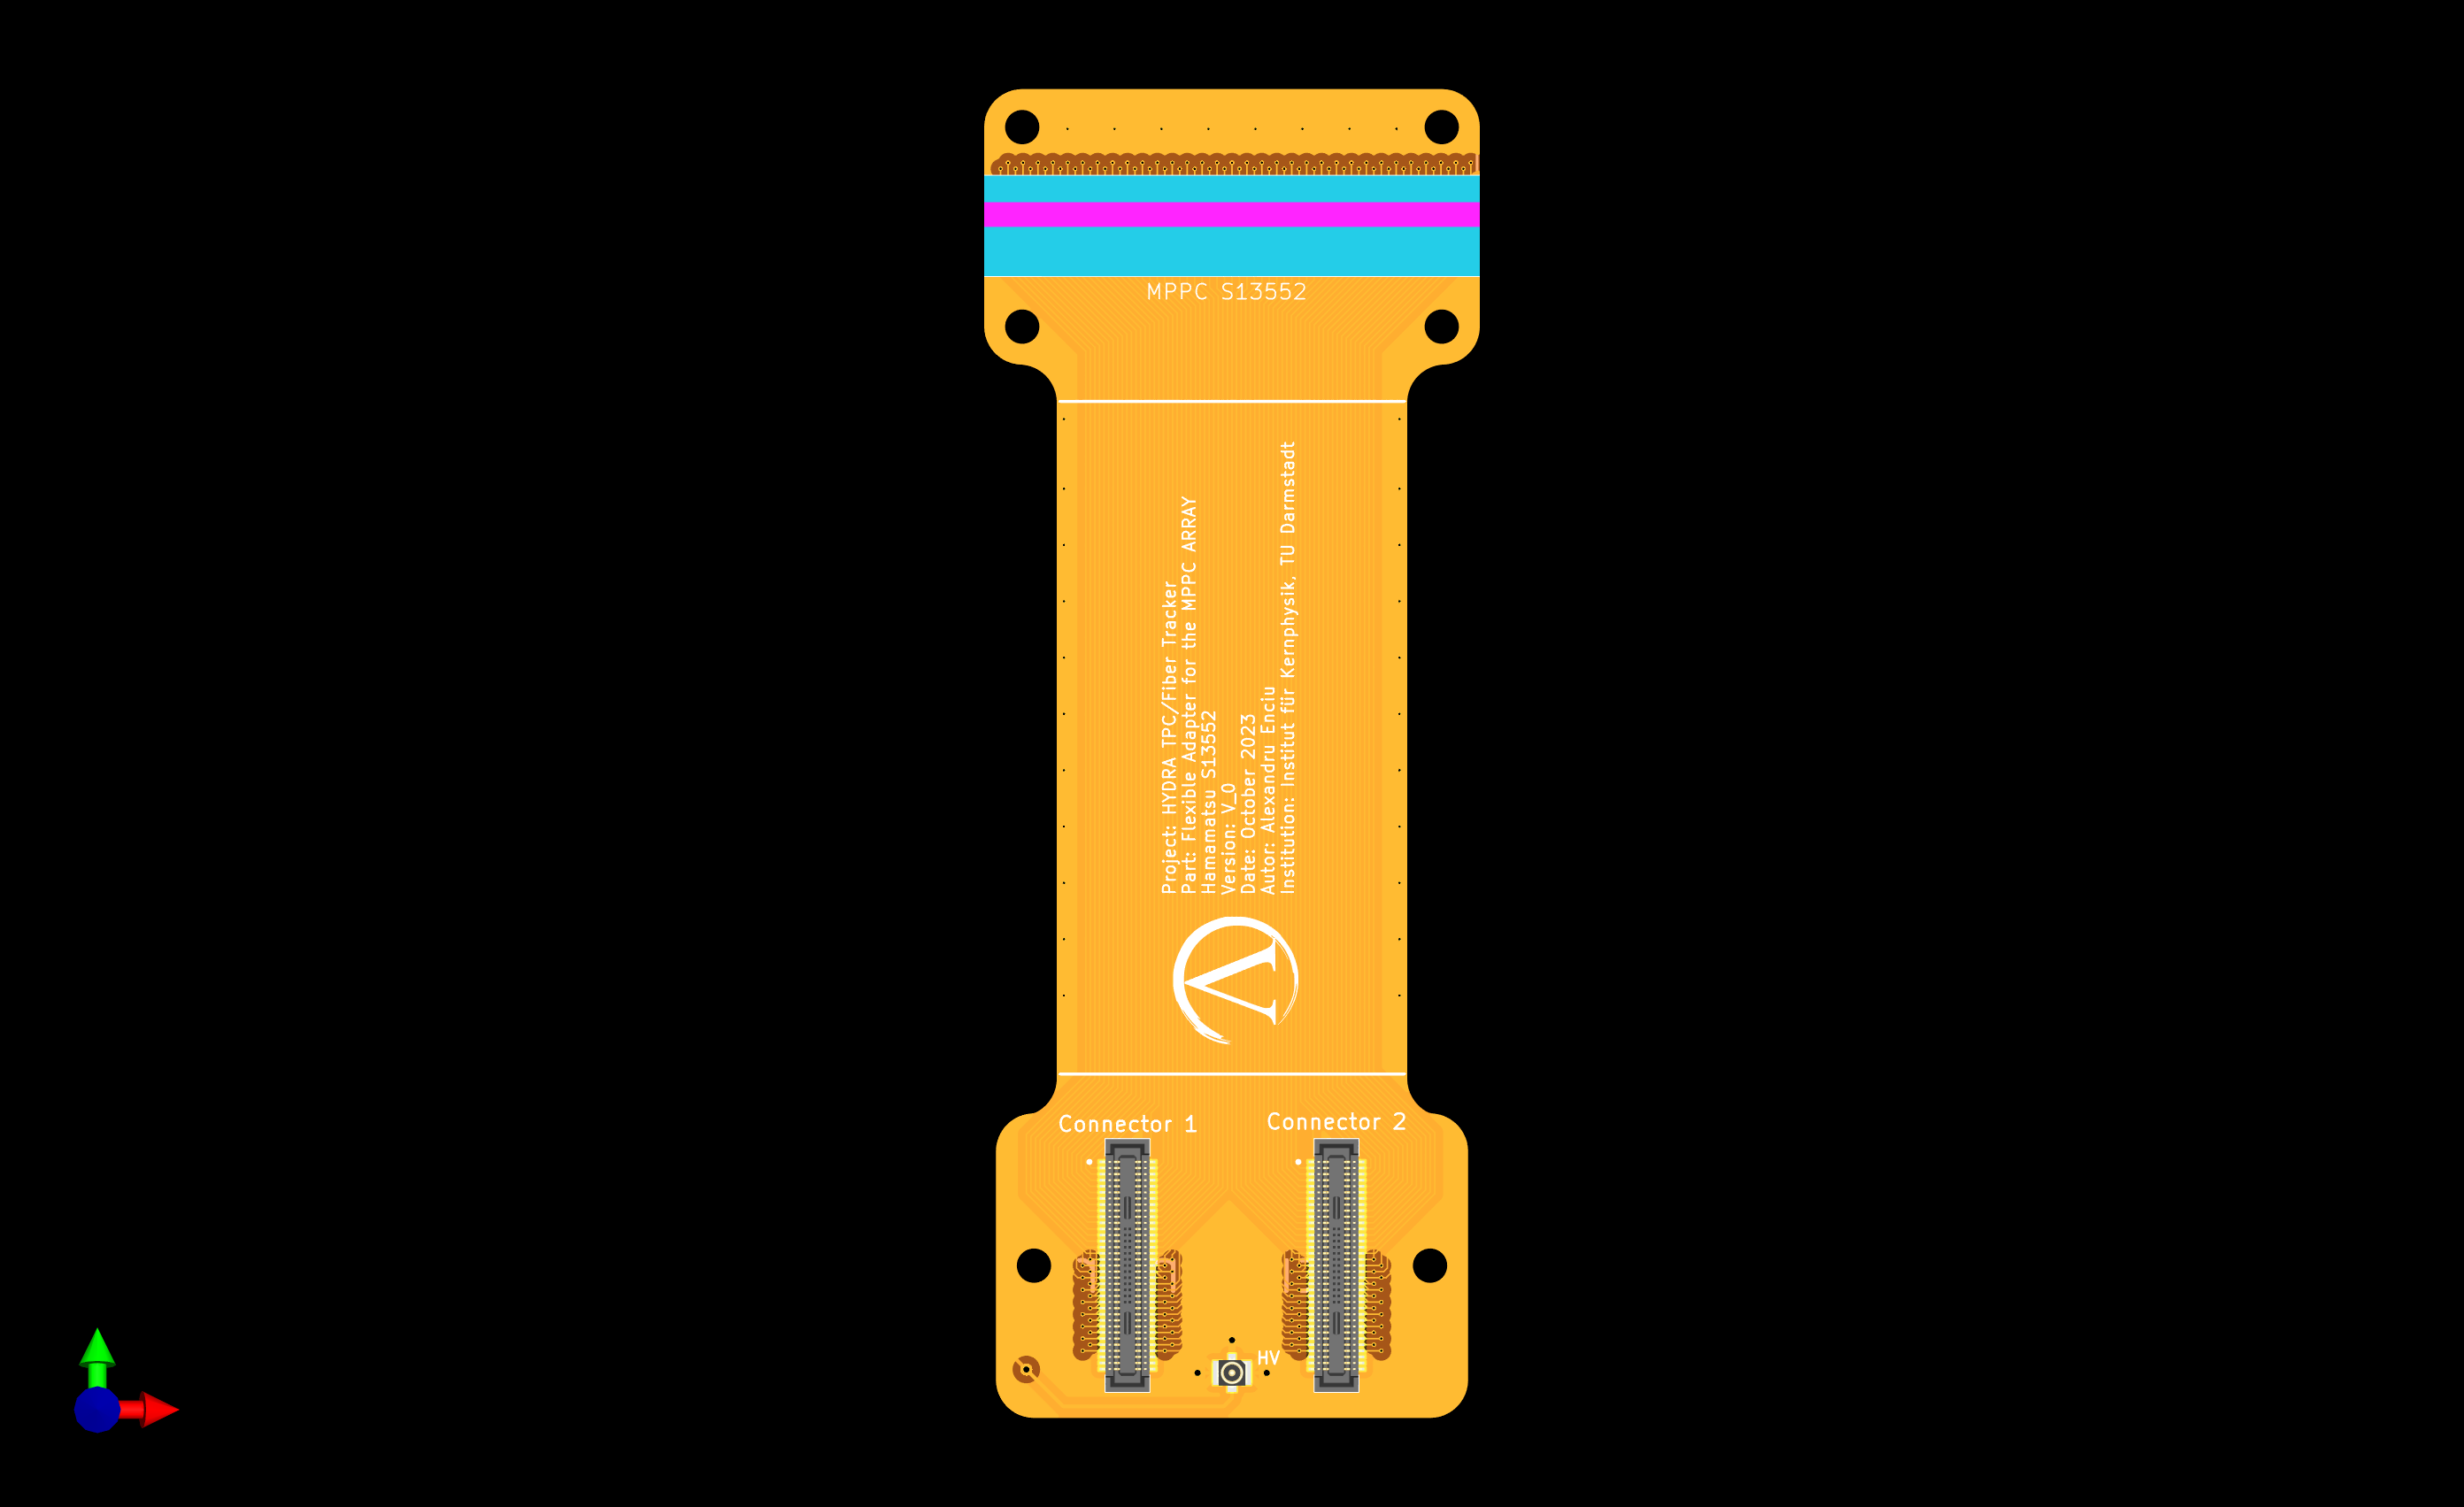 MPPC S13552
Project: HYDRA TPC/Fiber Tracker
Part: Flexible Adapter for the MPPC ARRAY
Hamamatsu S13552
Version: V_0
Date: October 2023
Autor: Alexandru Enciu
Institution: Institut für Kernphysik, TU Darmstadt
Connector 1
Connector 2
HV